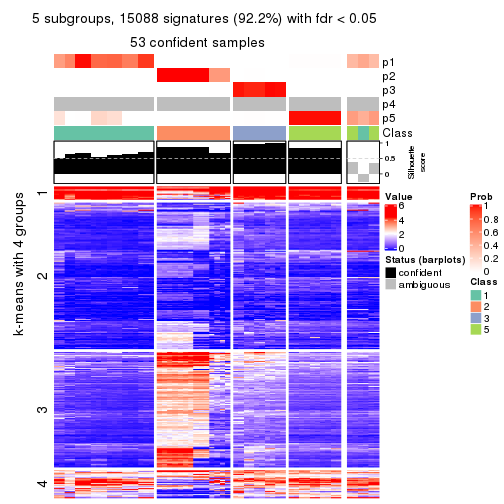 5 subgroups, 15088 signatures (92.2%) with fdr < 0.05
53 confident samples
p1
p2
p3
p4
p5
Class
1
0.5
0
Silhouette
score
k-means with 4 groups
1
2
3
4
Value
6
4
2
0
Status (barplots)
confident
ambiguous
Prob
1
0.8
0.6
0.4
0.2
0
Class
1
2
3
5